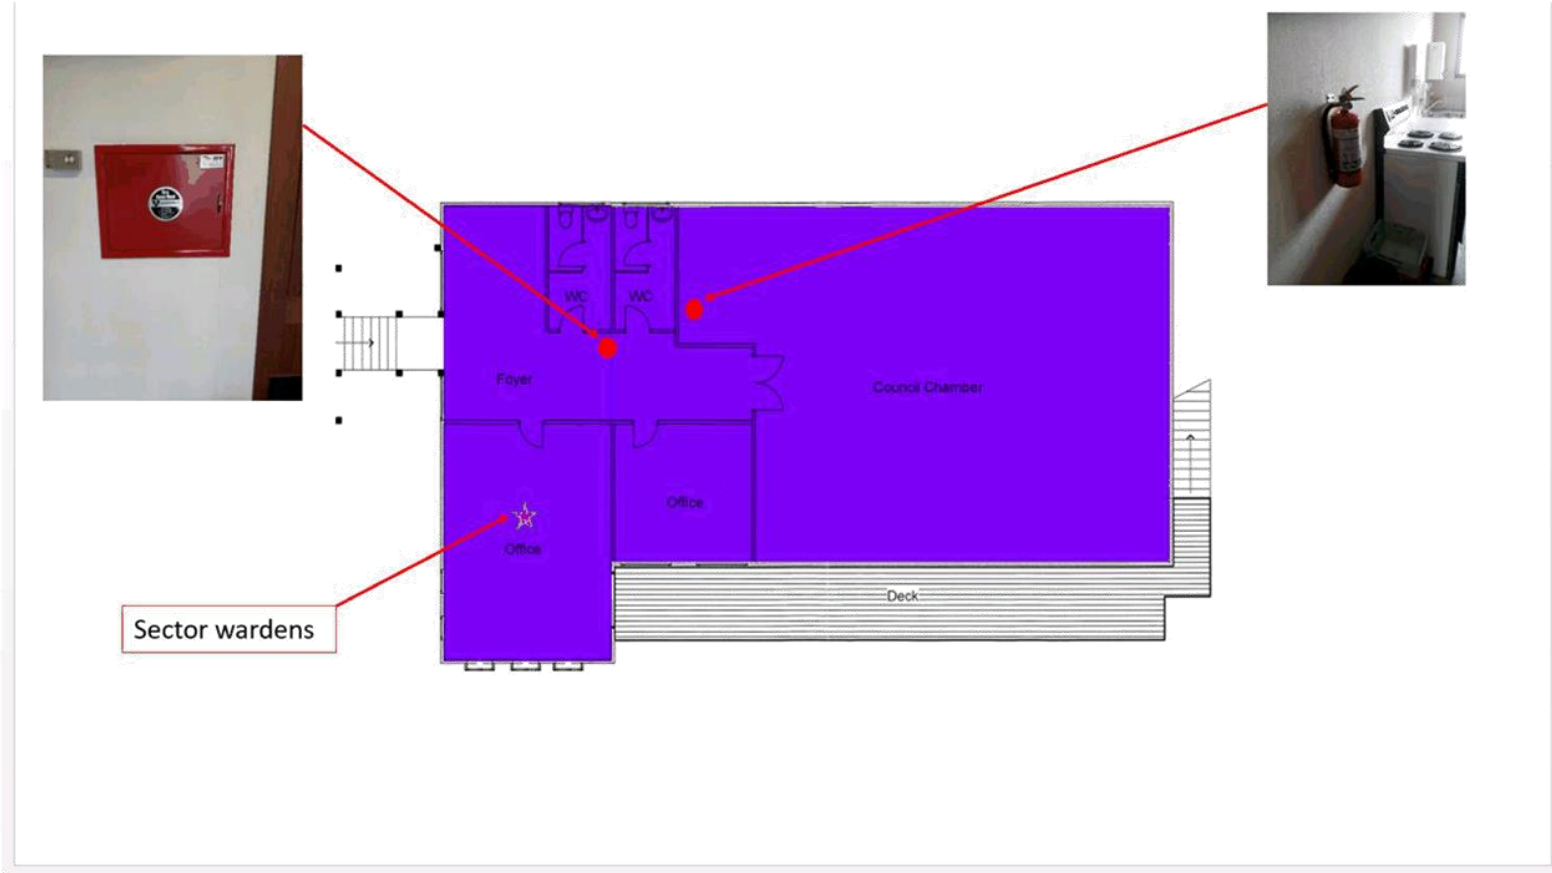 WC
WC
Foyer
Council Chamber
Office
Office
Sector wardens
Deck